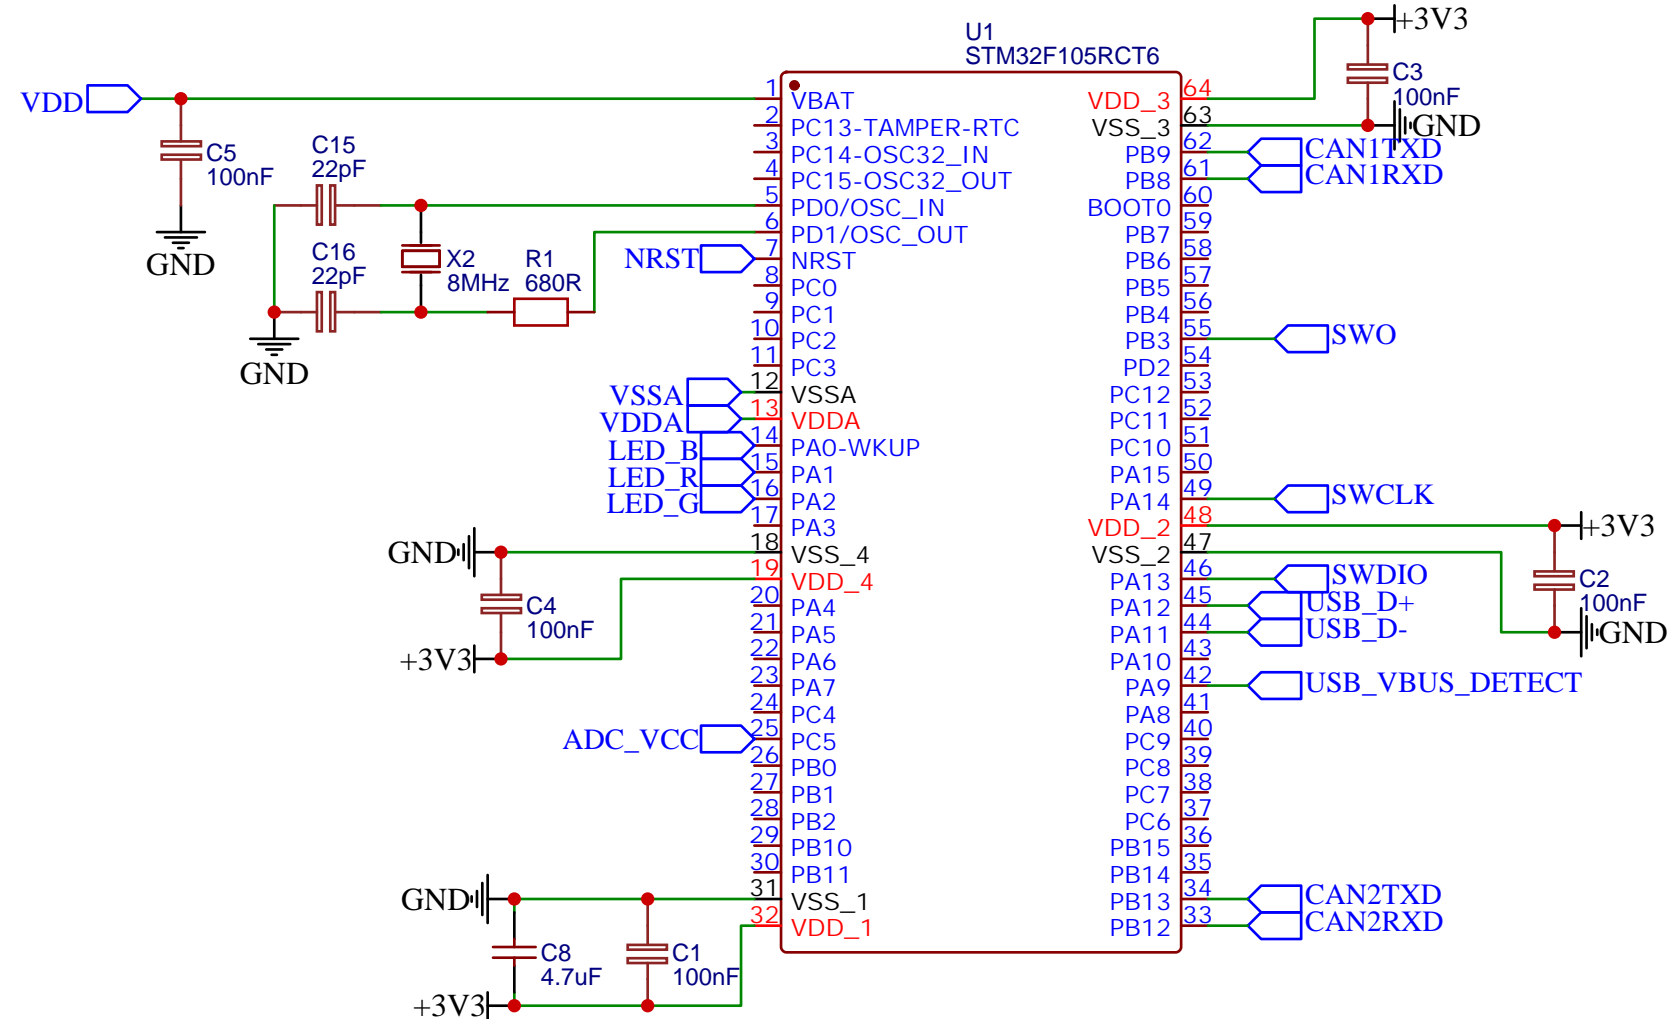 U1
STM32F105RCT6
+3V3
C3
100nF
GND
VDD
C5
100nF
GND
C15
22pF
C16
22pF
GND
X2
8MHz
R1
680R
NRST
VSSA
VDDA
LED_B
LED_R
LED_G
GND
C4
100nF
+3V3
ADC_VCC
GND
C8
4.7uF
C1
100nF
+3V3
1 VBAT
2 PC13-TAMPER-RTC
3 PC14-OSC32_IN
4 PC15-OSC32_OUT
5 PD0/OSC_IN
6 PD1/OSC_OUT
7 NRST
8 PC0
9 PC1
10 PC2
11 PC3
12 VSSA
13 VDDA
14 PA0-WKUP
15 PA1
16 PA2
17 PA3
18 VSS_4
19 VDD_4
20 PA4
21 PA5
22 PA6
23 PA7
24 PC4
25 PC5
26 PB0
27 PB1
28 PB2
29 PB10
30 PB11
31 VSS_1
32 VDD_1
VDD_3 64
VSS_3 63
PB9 62
PB8 61
BOOT0 60
PB7 59
PB6 58
PB5 57
PB4 56
PB3 55
PD2 54
PC12 53
PC11 52
PC10 51
PA15 50
PA14 49
VDD_2 48
VSS_2 47
PA13 46
PA12 45
PA11 44
PA10 43
PA9 42
PA8 41
PC9 40
PC8 39
PC7 38
PC6 37
PB15 36
PB14 35
PB13 34
PB12 33
CAN1TXD
CAN1RXD
SWO
SWCLK
+3V3
C2
100nF
GND
SWDIO
USB_D+
USB_D-
USB_VBUS_DETECT
CAN2TXD
CAN2RXD